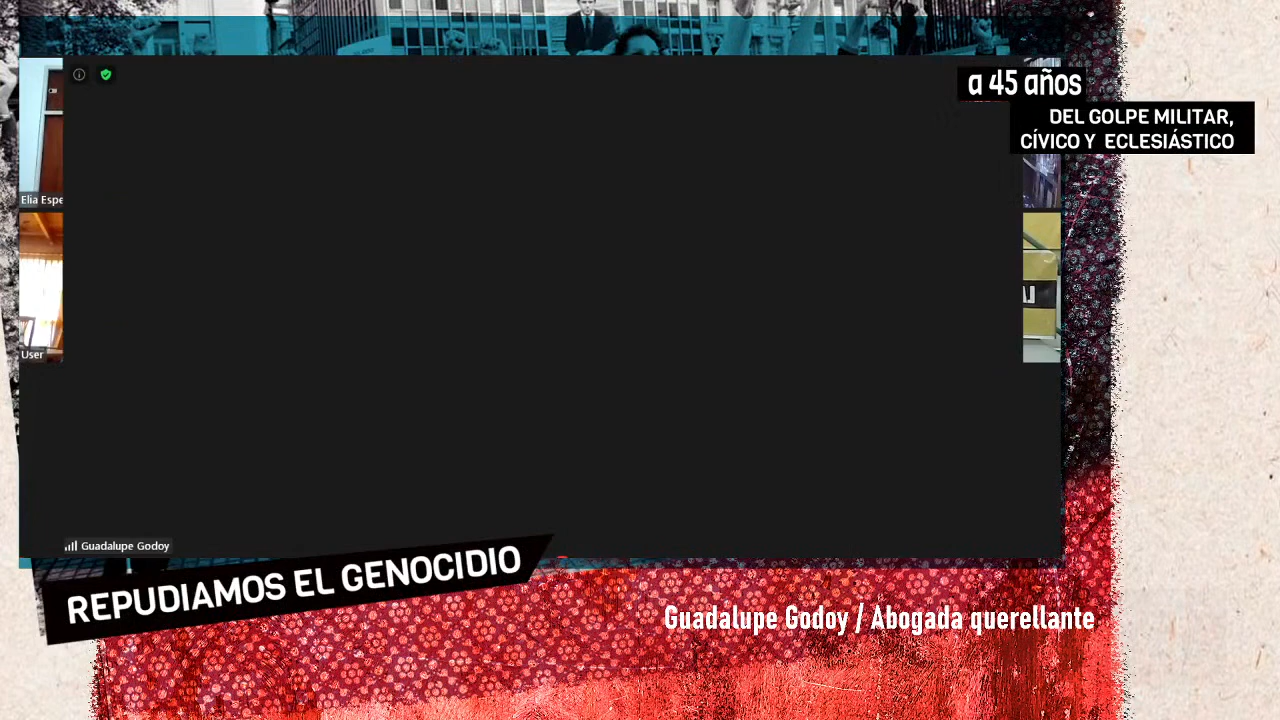 a 45 años
DEL GOLPE MILITAR,
CÍVICO Y ECLESIÁSTICO
Elia Espe
User
Guadalupe Godoy
REPUDIAMOS EL GENOCIDIO
Guadalupe Godoy / Abogada querellante